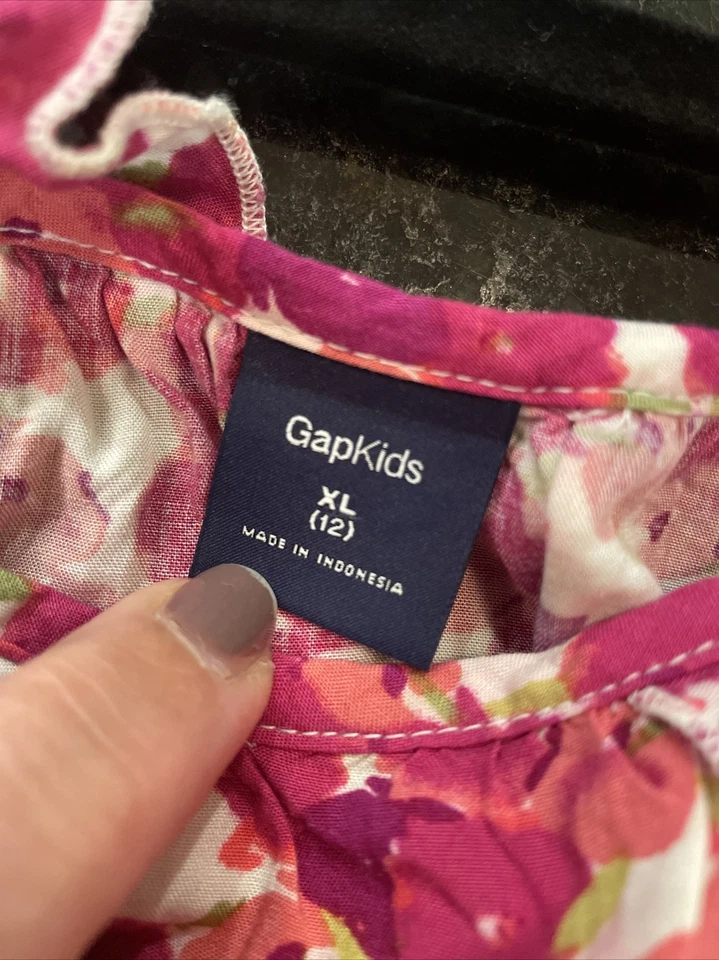 GapKids
XL
(12)
MADE IN INDONESIA